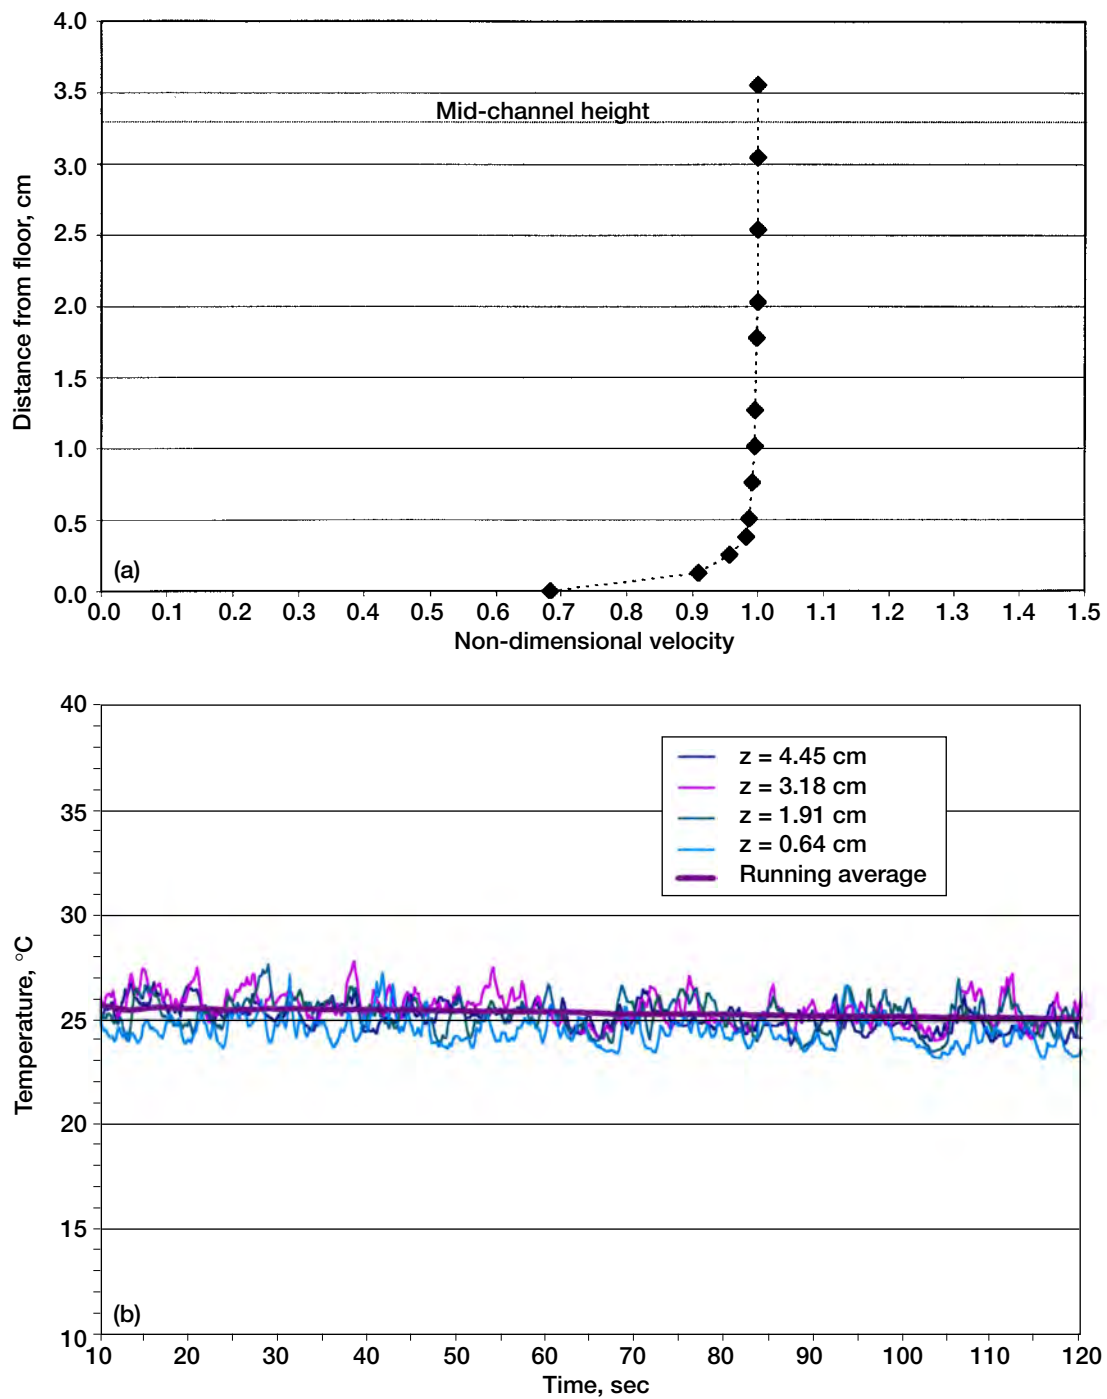 4.0
3.5
Mid-channel height
3.0
2.5
2.0
1.5
1.0
0.5
(a)
0.0
0.0 0.1 0.2 0.3 0.4 0.5 0.6 0.7 0.8 0.9 1.0 1.1 1.2 1.3 1.4 1.5
Non-dimensional velocity
Distance from floor, cm
40
z = 4.45 cm
z = 3.18 cm
z = 1.91 cm
z = 0.64 cm
Running average
35
30
25
20
15
(b)
10
10 20 30 40 50 60 70 80 90 100 110 120
Time, sec
Temperature, °C